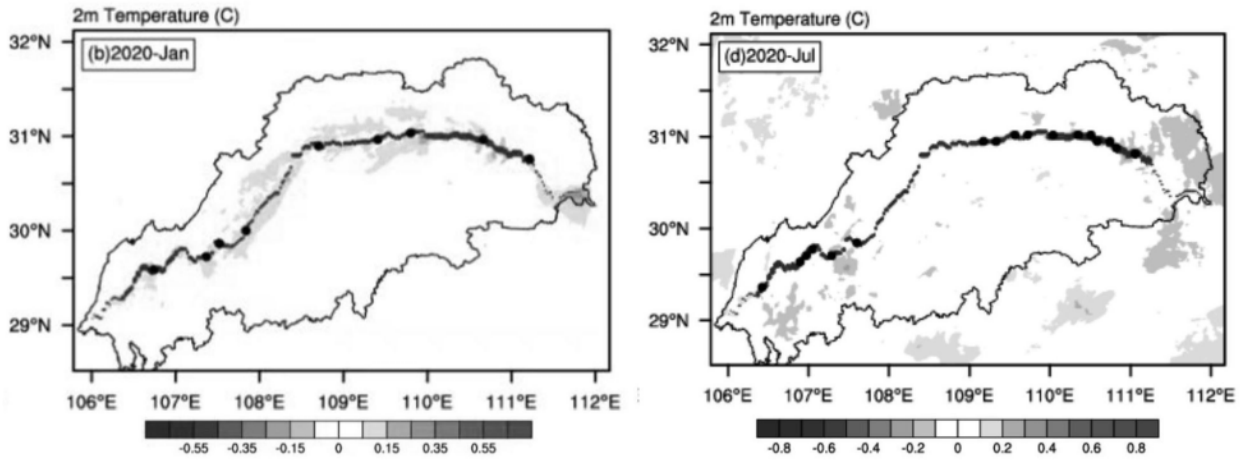 2m Temperature (C)
(b)2020-Jan
32°N
31°N
30°N
29°N
106°E 107°E 108°E 109°E 110°E 111°E 112°E
-0.55 -0.35 -0.15 0 0.15 0.35 0.55
2m Temperature (C)
(d)2020-Jul
32°N
31°N
30°N
29°N
106°E 107°E 108°E 109°E 110°E 111°E 112°E
-0.8 -0.6 -0.4 -0.2 0 0.2 0.4 0.6 0.8